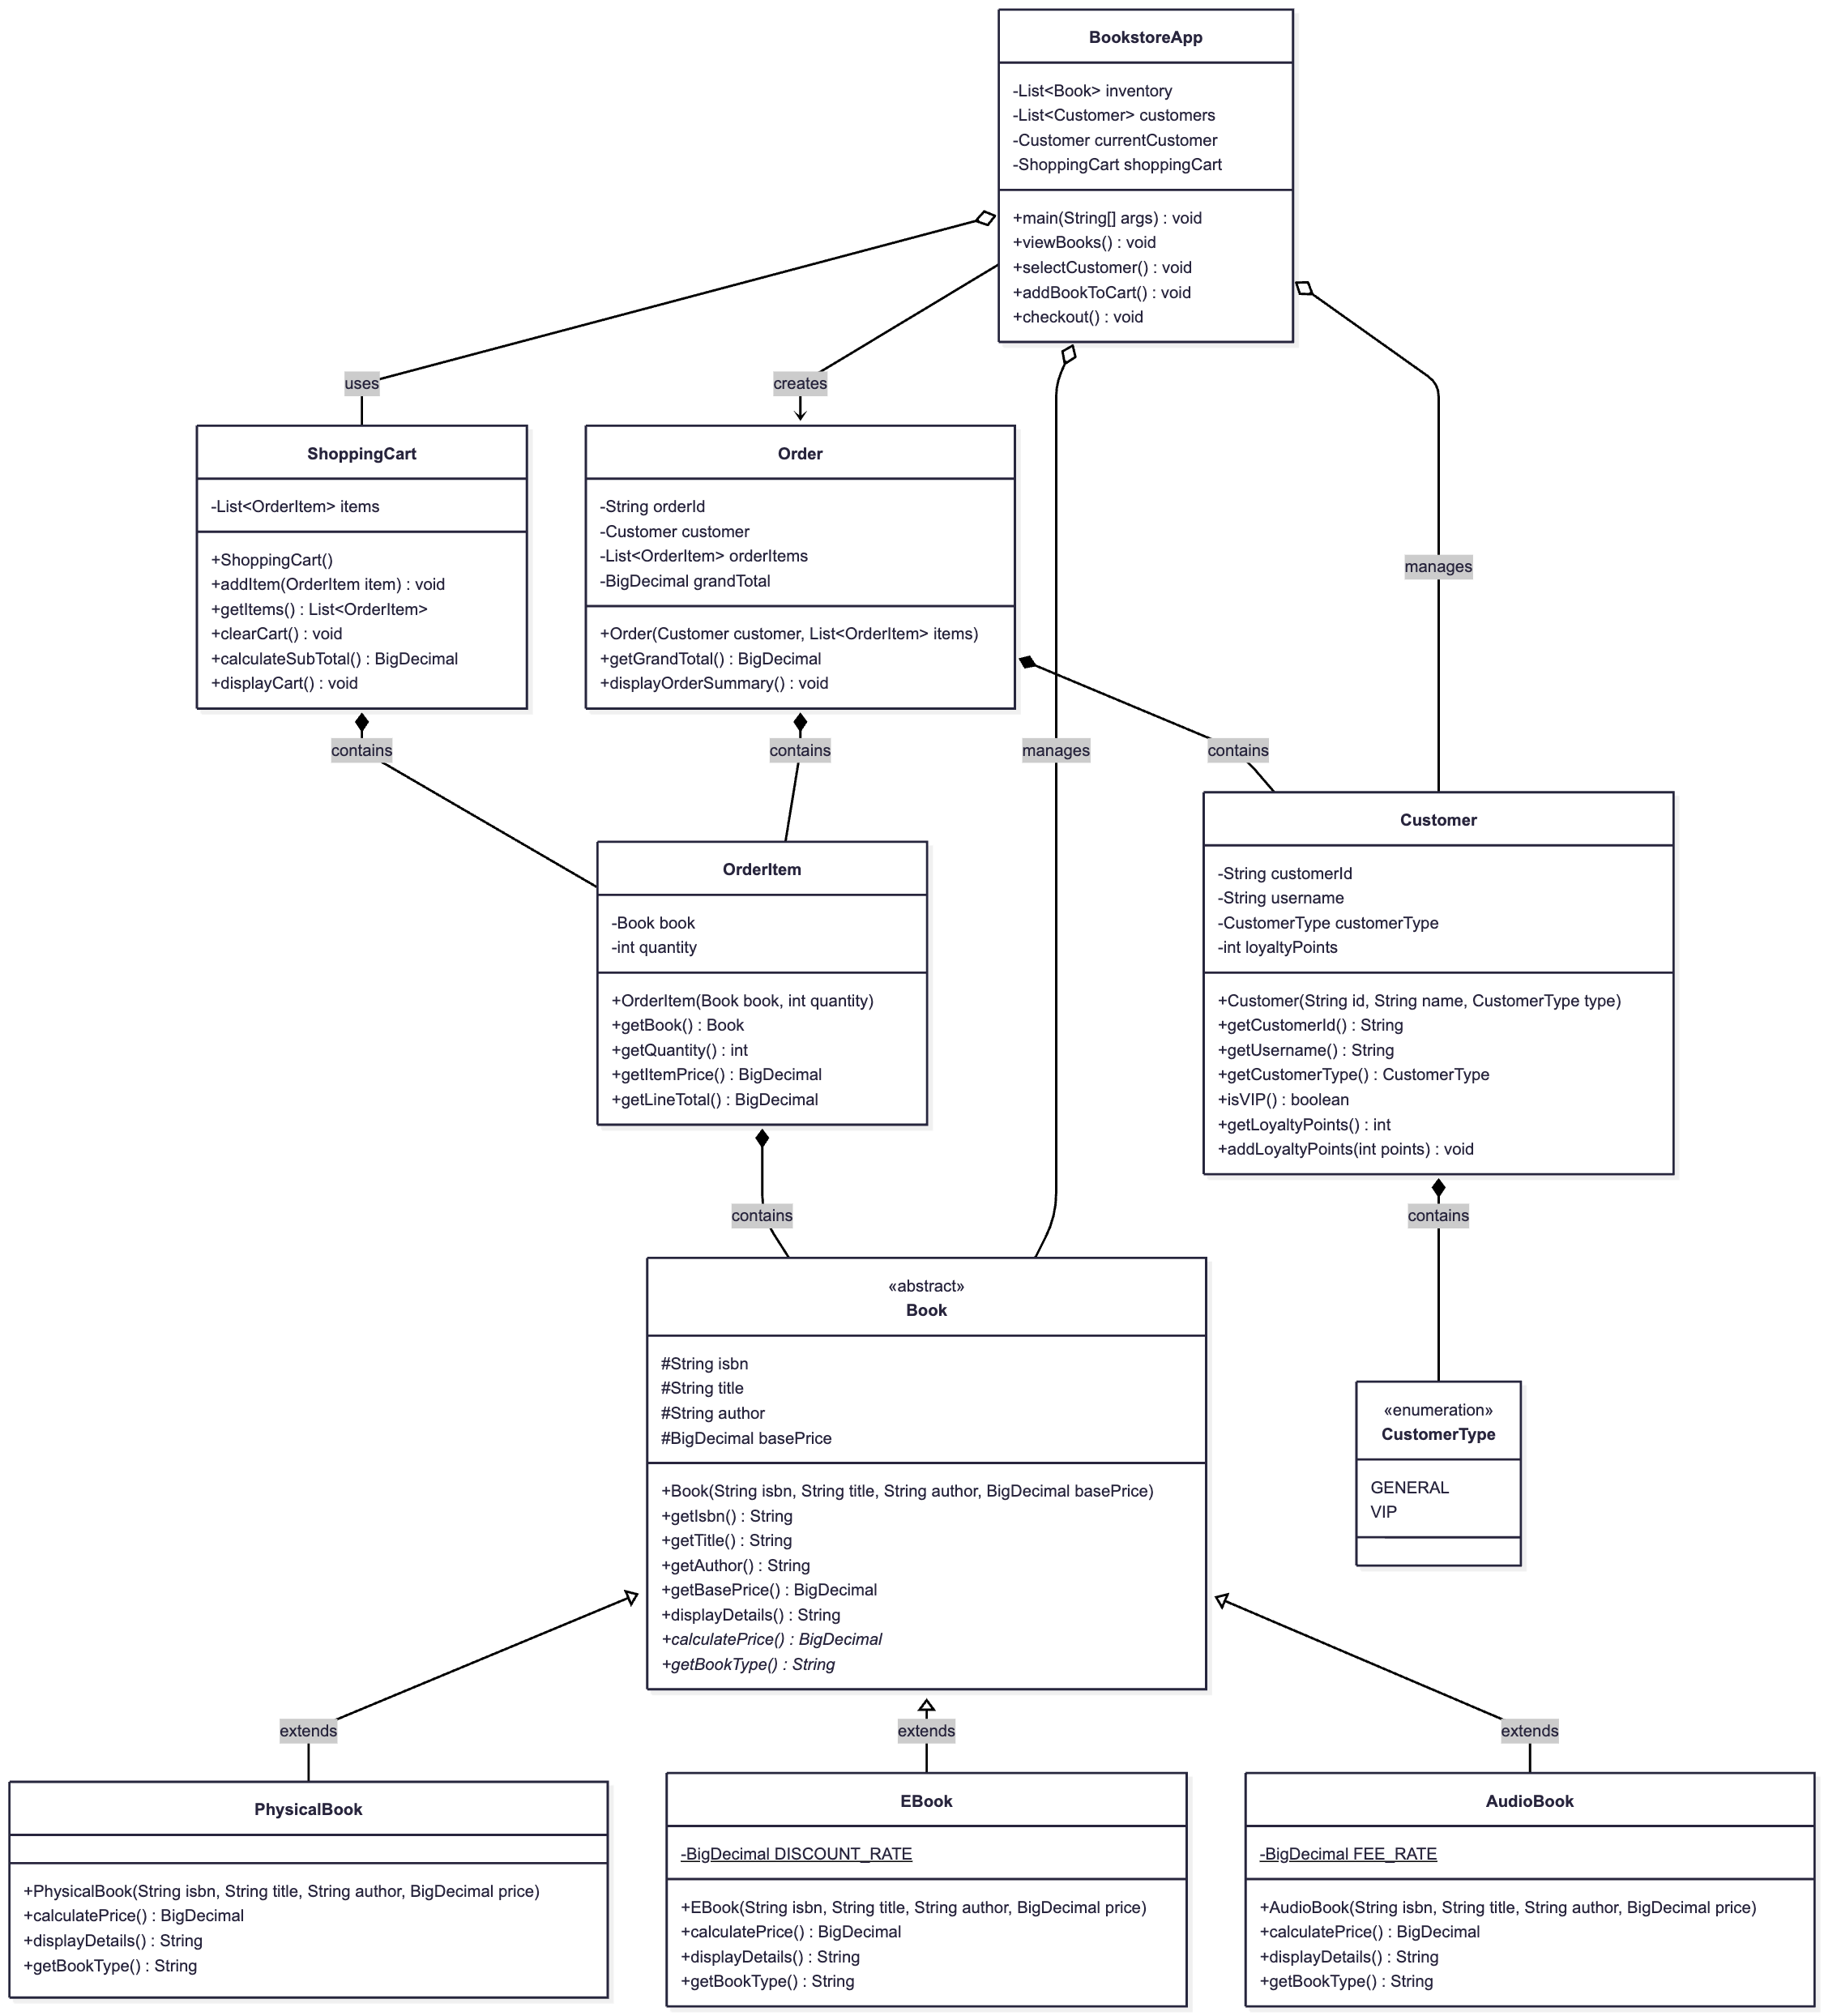 BookstoreApp
-List<Book> inventory
-List<Customer> customers
-Customer currentCustomer
-ShoppingCart shoppingCart
+main(String[] args) : void
+viewBooks() : void
+selectCustomer() : void
+addBookToCart() : void
+checkout() : void
uses
creates
manages
ShoppingCart
-List<OrderItem> items
+ShoppingCart()
+addItem(OrderItem item) : void
+getItems() : List<OrderItem>
+clearCart() : void
+calculateSubTotal() : BigDecimal
+displayCart() : void
Order
-String orderId
-Customer customer
-List<OrderItem> orderItems
-BigDecimal grandTotal
+Order(Customer customer, List<OrderItem> items)
+getGrandTotal() : BigDecimal
+displayOrderSummary() : void
contains
contains
manages
contains
OrderItem
-Book book
-int quantity
+OrderItem(Book book, int quantity)
+getBook() : Book
+getQuantity() : int
+getItemPrice() : BigDecimal
+getLineTotal() : BigDecimal
Customer
-String customerId
-String username
-CustomerType customerType
-int loyaltyPoints
+Customer(String id, String name, CustomerType type)
+getCustomerId() : String
+getUsername() : String
+getCustomerType() : CustomerType
+isVIP() : boolean
+getLoyaltyPoints() : int
+addLoyaltyPoints(int points) : void
contains
contains
«abstract»
Book
#String isbn
#String title
#String author
#BigDecimal basePrice
+Book(String isbn, String title, String author, BigDecimal basePrice)
+getIsbn() : String
+getTitle() : String
+getAuthor() : String
+getBasePrice() : BigDecimal
+displayDetails() : String
+calculatePrice() : BigDecimal
+getBookType() : String
«enumeration»
CustomerType
GENERAL
VIP
extends
extends
extends
PhysicalBook
+PhysicalBook(String isbn, String title, String author, BigDecimal price)
+calculatePrice() : BigDecimal
+displayDetails() : String
+getBookType() : String
EBook
-BigDecimal DISCOUNT_RATE
+EBook(String isbn, String title, String author, BigDecimal price)
+calculatePrice() : BigDecimal
+displayDetails() : String
+getBookType() : String
AudioBook
-BigDecimal FEE_RATE
+AudioBook(String isbn, String title, String author, BigDecimal price)
+calculatePrice() : BigDecimal
+displayDetails() : String
+getBookType() : String